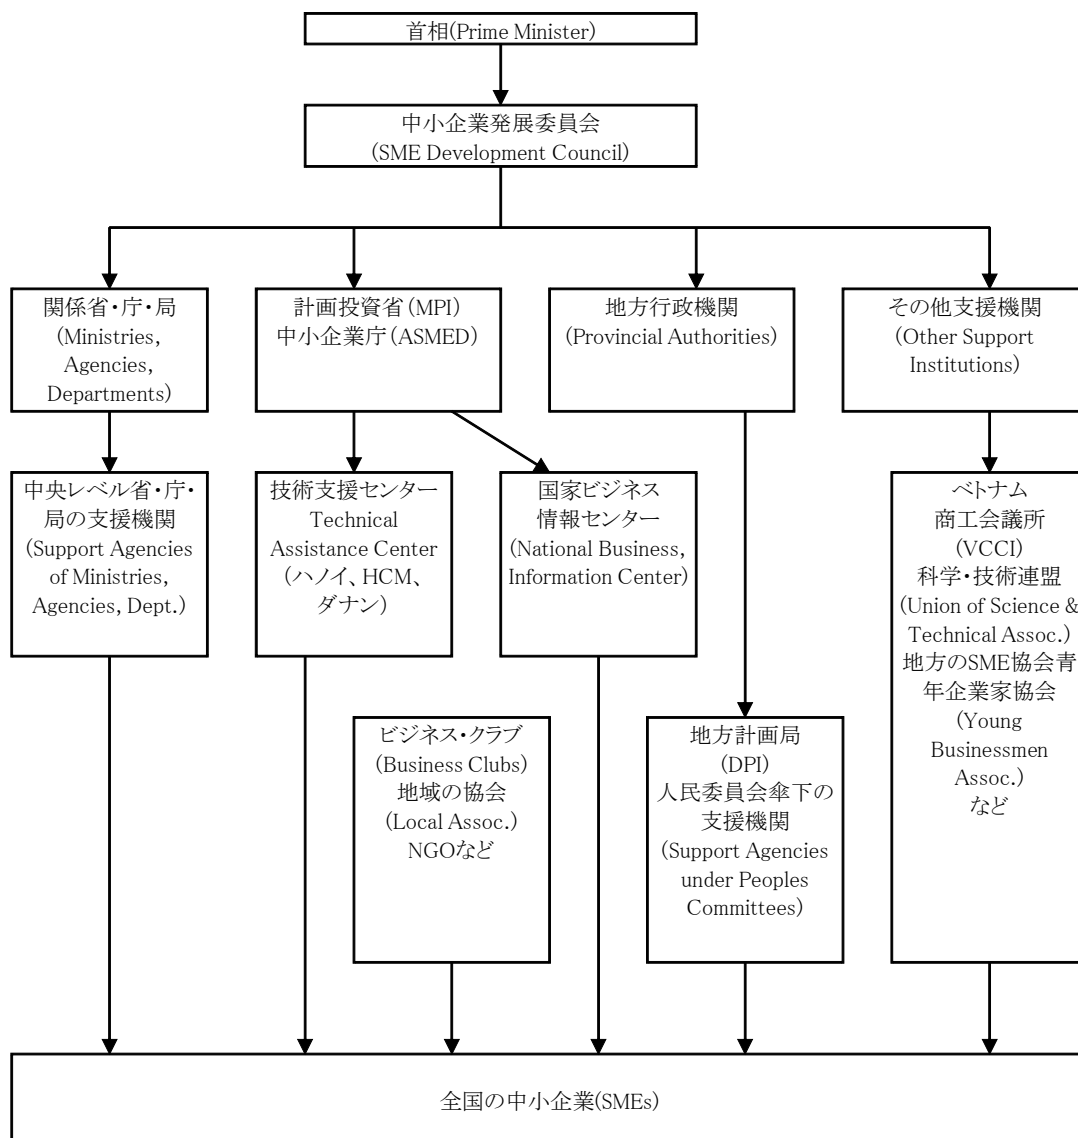 首相(Prime Minister)
中小企業発展委員会
(SME Development Council)
関係省・庁・局
(Ministries,
Agencies,
Departments)
計画投資省(MPI)
中小企業庁(ASMED)
地方行政機関
(Provincial Authorities)
その他支援機関
(Other Support
Institutions)
中央レベル省・庁・
局の支援機関
(Support Agencies
of Ministries,
Agencies, Dept.)
技術支援センター
Technical
Assistance Center
(ハノイ、HCM、
ダナン)
国家ビジネス
情報センター
(National Business,
Information Center)
ベトナム
商工会議所
(VCCI)
科学・技術連盟
(Union of Science &
Technical Assoc.)
地方のSME協会青
年企業家協会
(Young
Businessmen
Assoc.)
など
ビジネス・クラブ
(Business Clubs)
地域の協会
(Local Assoc.)
NGOなど
地方計画局
(DPI)
人民委員会傘下の
支援機関
(Support Agencies
under Peoples
Committees)
全国の中小企業(SMEs)